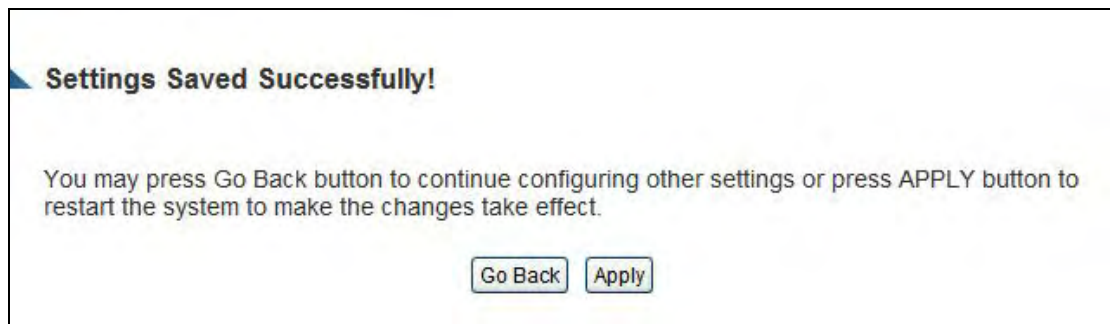 Settings Saved Successfully!
You may press Go Back button to continue configuring other settings or press APPLY button to
restart the system to make the changes take effect.
Go Back Apply